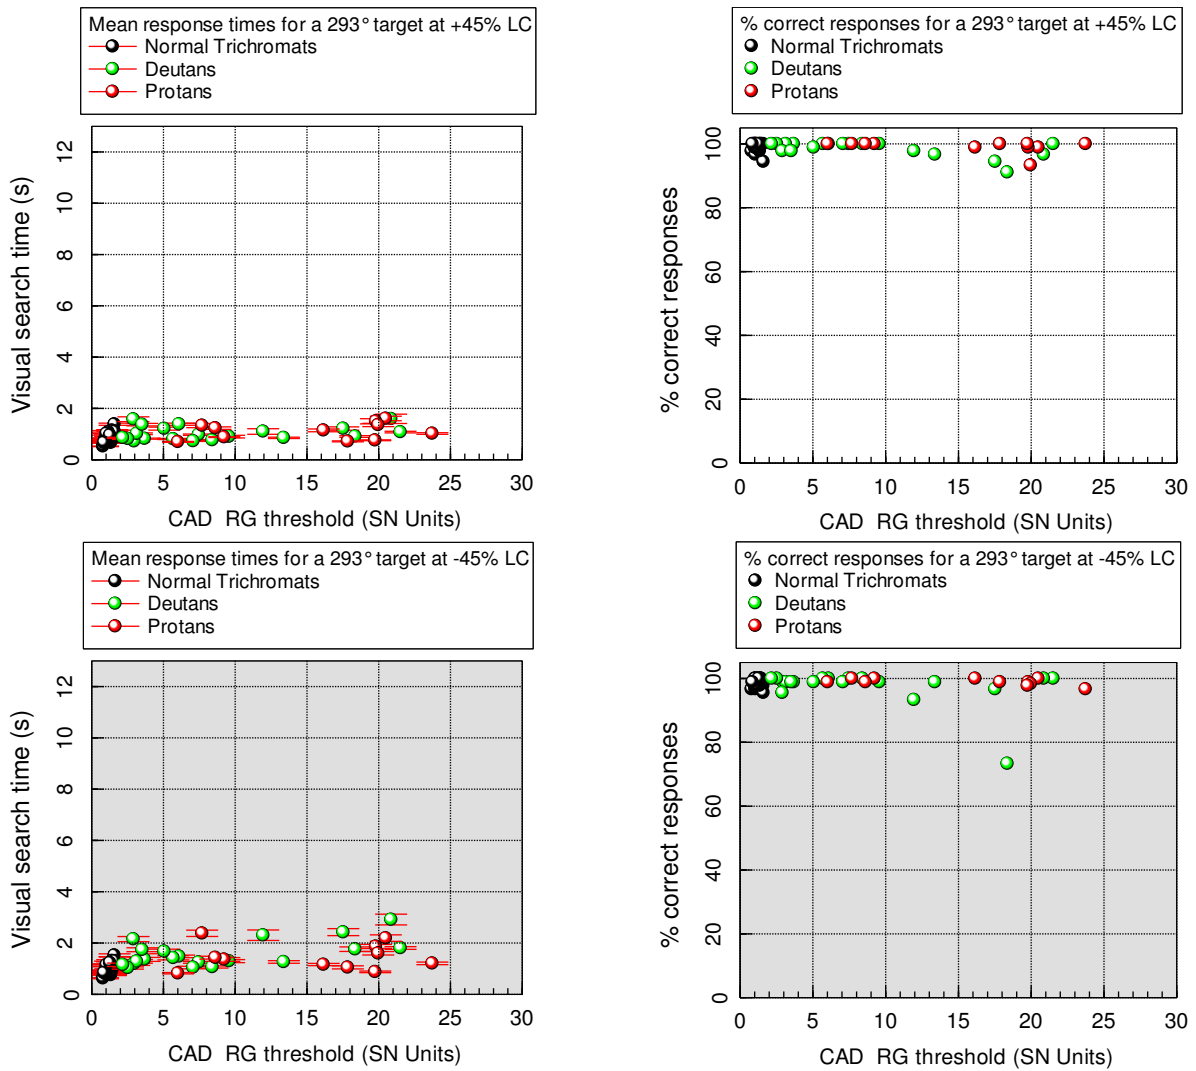 Mean response times for a 293° target at +45% LC
Normal Trichromats
Deutans
Protans
Visual search time (s)
0 2 4 6 8 10 12
0 5 10 15 20 25 30
CAD RG threshold (SN Units)
% correct responses for a 293° target at +45% LC
Normal Trichromats
Deutans
Protans
% correct responses
0 20 40 60 80 100
0 5 10 15 20 25 30
CAD RG threshold (SN Units)
Mean response times for a 293° target at -45% LC
Normal Trichromats
Deutans
Protans
Visual search time (s)
0 2 4 6 8 10 12
0 5 10 15 20 25 30
CAD RG threshold (SN Units)
% correct responses for a 293° target at -45% LC
Normal Trichromats
Deutans
Protans
% correct responses
0 20 40 60 80 100
0 5 10 15 20 25 30
CAD RG threshold (SN Units)